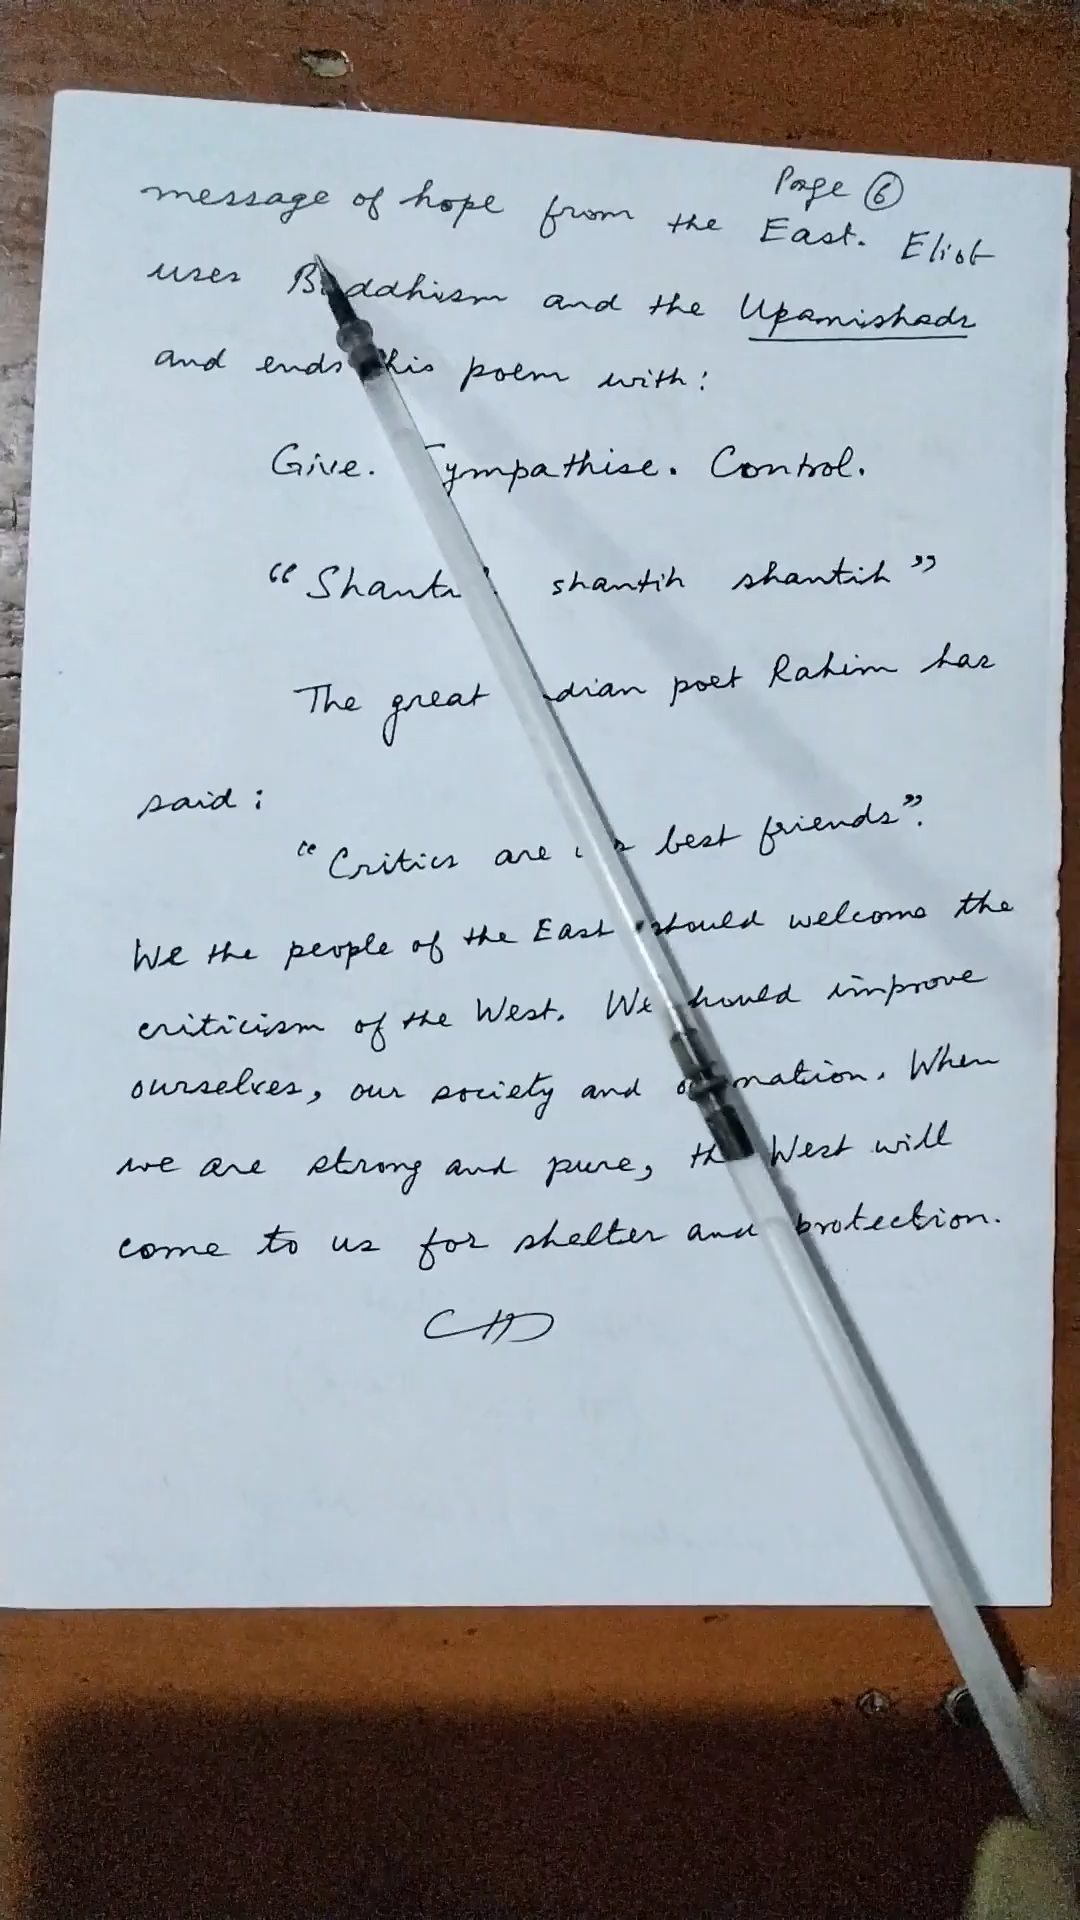 Page 6
message of hope from the East. Eliot
uses Buddhism and the Upanishads
and ends his poem with:
Give. Sympathise. Control.
"Shantih shantih shantih"
The great Indian poet Rahim has
said:
"Critics are our best friends".
We the people of the East should welcome the
criticism of the West. We should improve
ourselves, our society and our nation. When
we are strong and pure, the West will
come to us for shelter and protection.